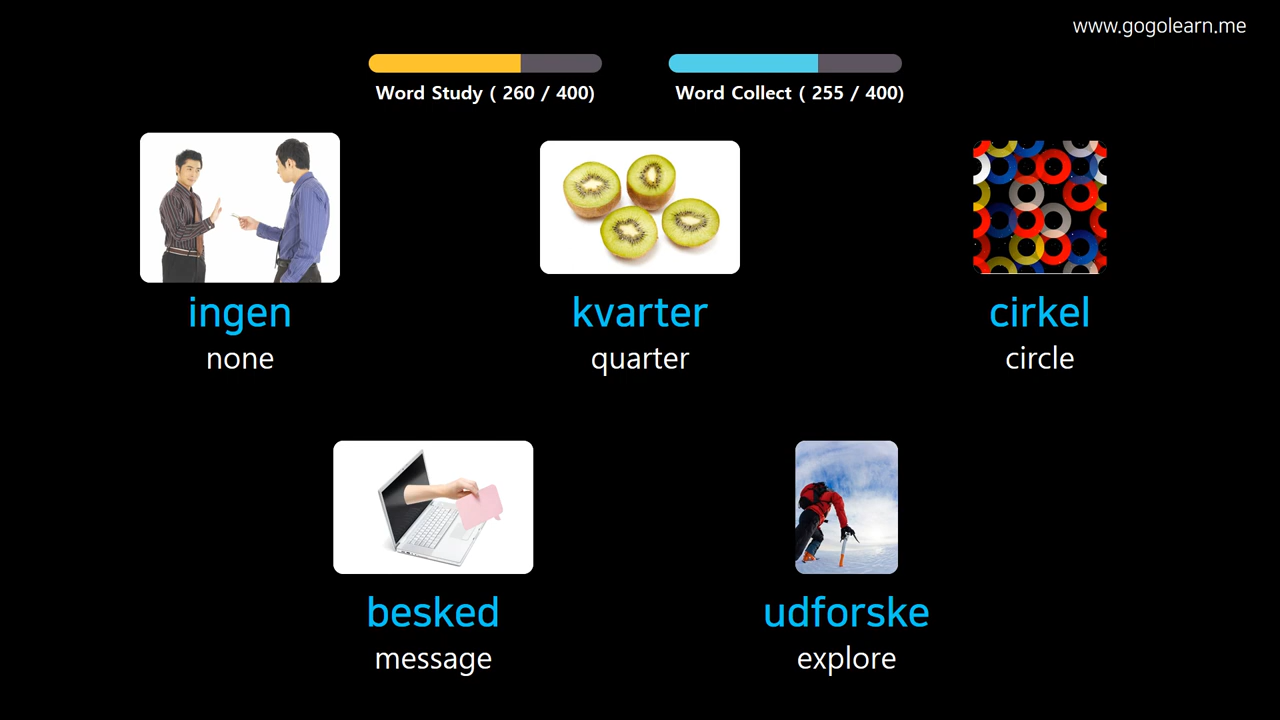 www.gogolearn.me
Word Study ( 260 / 400)
Word Collect ( 255 / 400)
ingen
none
kvarter
quarter
cirkel
circle
besked
message
udforske
explore